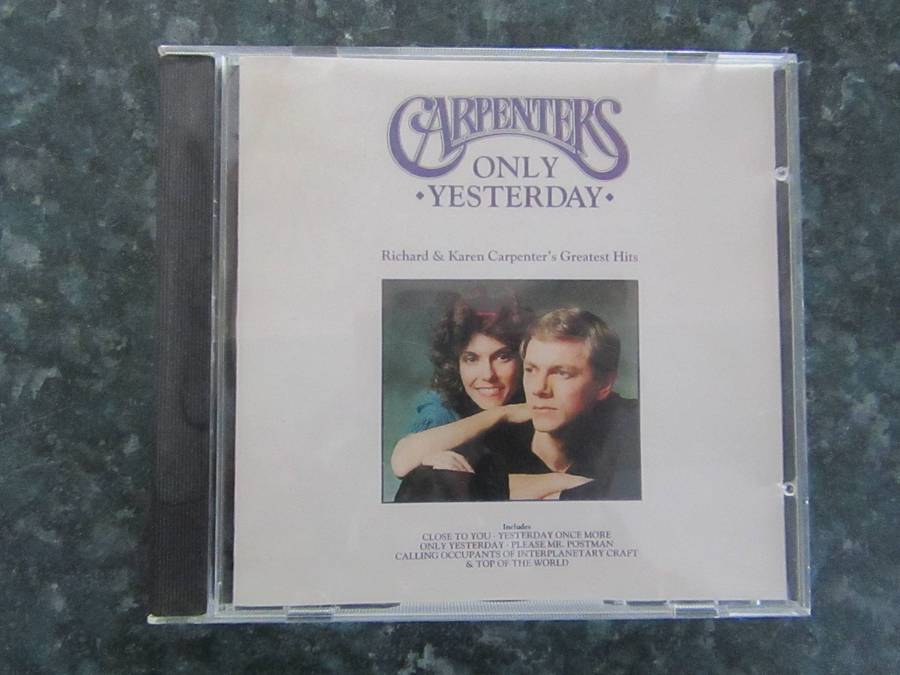 CARPENTERS
ONLY
• YESTERDAY •
Richard & Karen Carpenter's Greatest Hits
Includes
CLOSE TO YOU · YESTERDAY ONCE MORE
ONLY YESTERDAY · PLEASE MR. POSTMAN
CALLING OCCUPANTS OF INTERPLANETARY CRAFT
& TOP OF THE WORLD